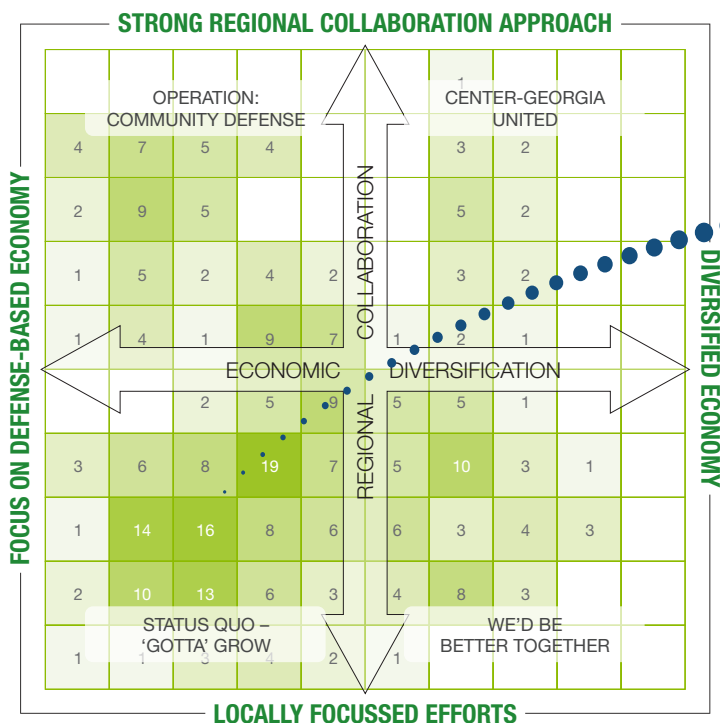 STRONG REGIONAL COLLABORATION APPROACH
1
OPERATION:
COMMUNITY DEFENSE
CENTER-GEORGIA
UNITED
4 7 5 4 3 2
2 9 5 5 2
1 5 2 4 2 3 2
1 4 1 9 7 1 2 1
FOCUS ON DEFENSE-BASED ECONOMY
DIVERSIFIED ECONOMY
ECONOMIC DIVERSIFICATION
REGIONAL COLLABORATION
2 5 9 5 5 1
3 6 8 19 7 5 10 3 1
1 14 16 8 6 6 3 4 3
2 10 13 6 3 4 8 3
STATUS QUO –
‘GOTTA’ GROW
WE’D BE
BETTER TOGETHER
1 1 3 4 2 1
LOCALLY FOCUSSED EFFORTS